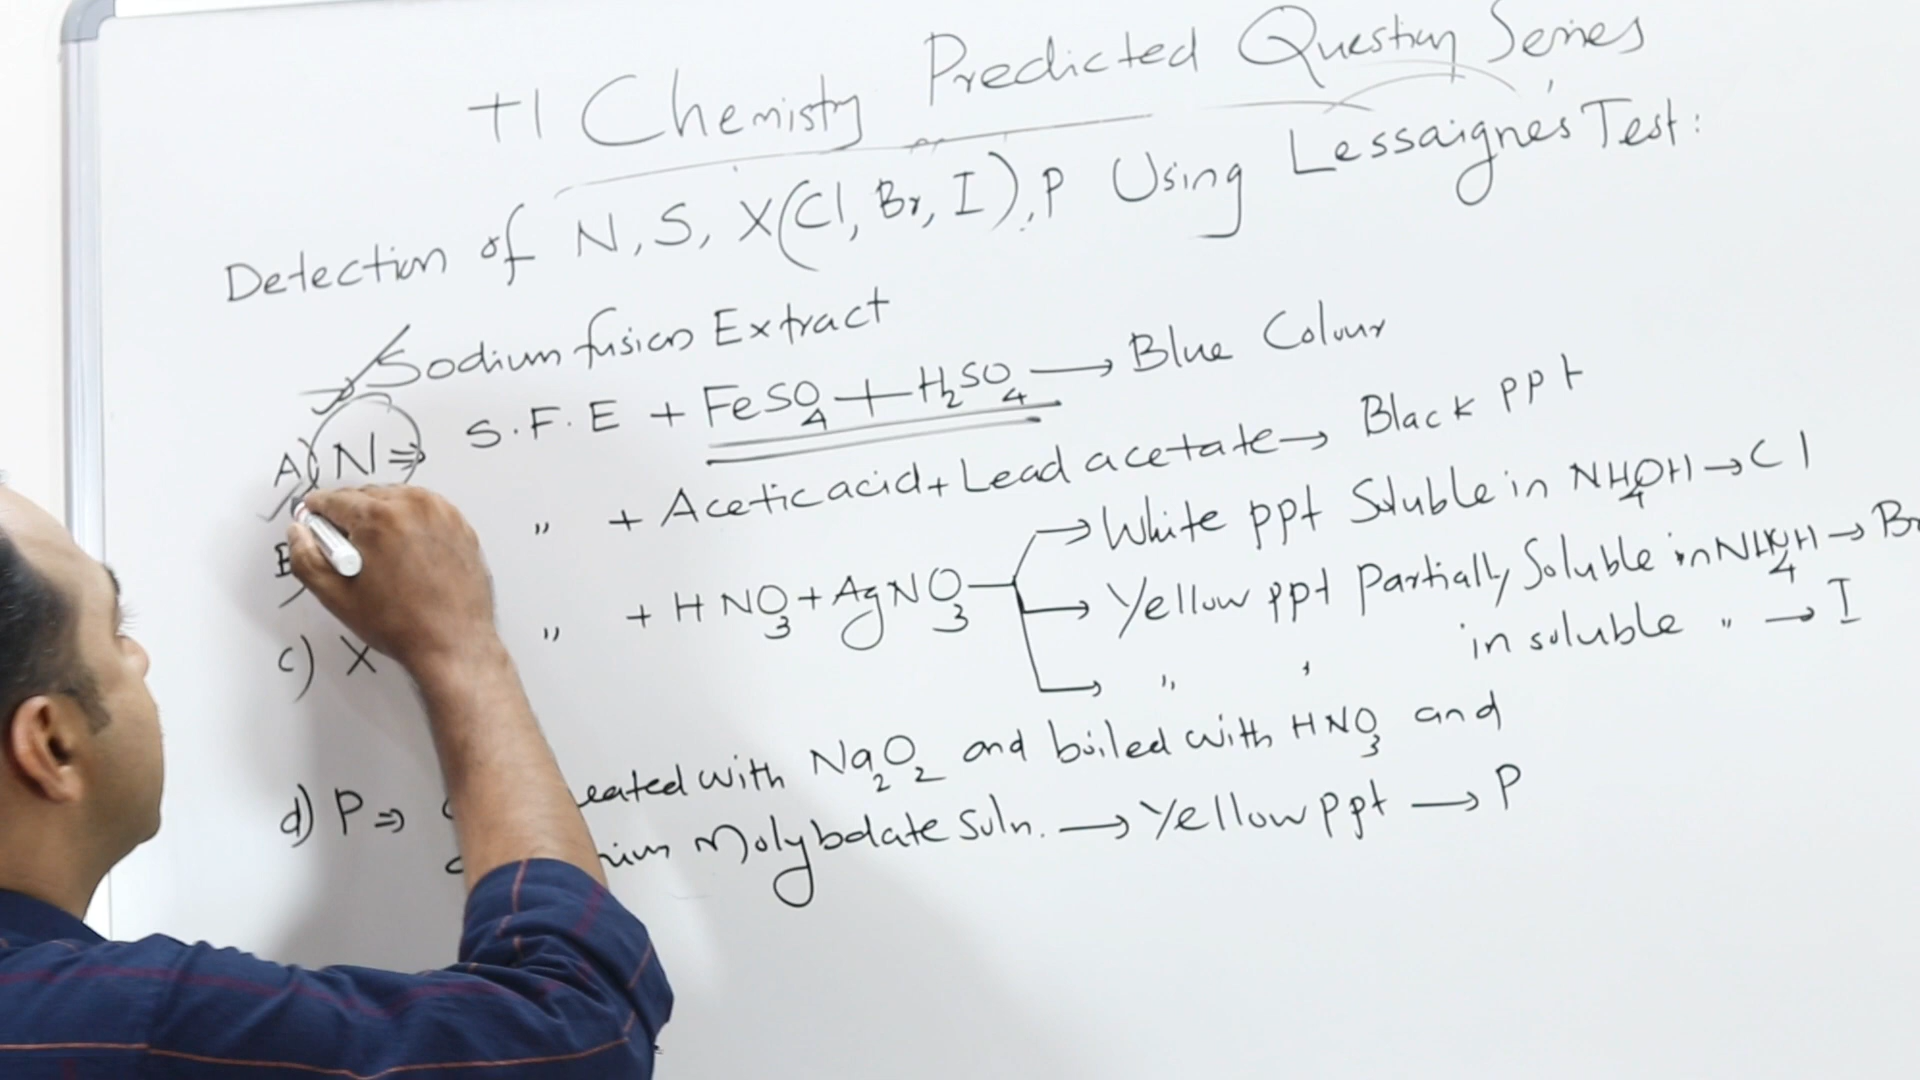 +1 Chemistry Predicted Question Series
Detection of N, S, X(Cl, Br, I), P Using Lessaigne's Test:
Sodium fusion Extract
A) N ⇒ S.F.E + FeSO4 + H2SO4 → Blue Colour
B) " + Acetic acid + Lead acetate → Black ppt
c) X " + HNO3 + AgNO3 → White ppt Soluble in NH4OH → Cl
→ Yellow ppt Partially Soluble in NH4OH → Br
→ " " in soluble " → I
d) P ⇒ with Na2O2 and boiled with HNO3 and
Molybdate Suln. → Yellow ppt → P